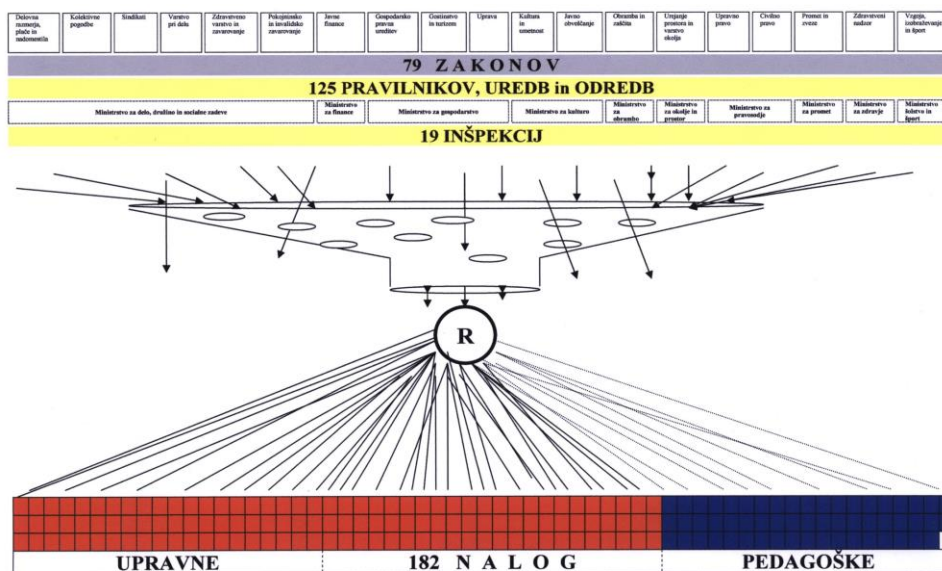 Delovna
razmerja,
plače in
nadomestila
Kolektivne
pogodbe
Sindikati
Varstvo
pri delu
Zdravstveno
varstvo in
zavarovanje
Pokojninsko
in invalidsko
zavarovanje
Javne
finance
Gospodarsko
pravna
ureditev
Gostinstvo
in turizem
Uprava
Kultura
in
umetnost
Javno
obveščanje
Obramba in
zaščita
Urejanje
prostora in
varstvo
okolja
Upravno
pravo
Civilno
pravo
Promet in
zveze
Zdravstveni
nadzor
Vzgoja,
izobraževanje
in šport
79 Z A K O N O V
125 PRAVILNIKOV, UREDB in ODREDB
Ministrstvo za delo, družino in socialne zadeve
Ministrstvo
za finance
Ministrstvo za gospodarstvo
Ministrstvo za kulturo
Ministrstvo
za
obrambo
Ministrstvo
za okolje in
prostor
Ministrstvo za
pravosodje
Ministrstvo
za promet
Ministrstvo
za zdravje
Ministrstvo
šolstvo in
šport
19 INŠPEKCIJ
R
UPRAVNE
182 N A L O G
PEDAGOŠKE